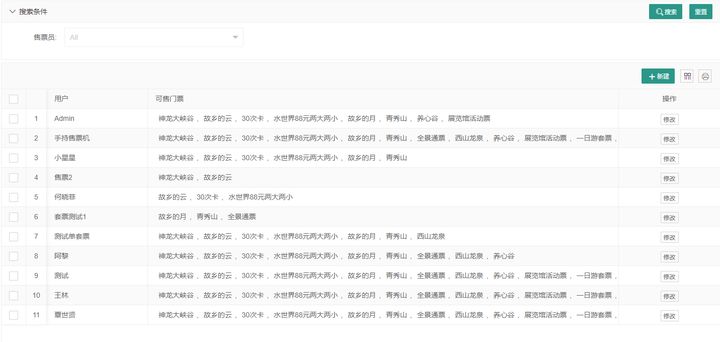 搜索条件 搜索 重置
售票员: All
新建
用户 可售门票 操作
1 Admin 神龙大峡谷 、故乡的云 、30次卡 、水世界88元两大两小 、故乡的月 、青秀山 、养心谷 、展览馆活动票 修改
2 手持售票机 神龙大峡谷 、故乡的云 、30次卡 、水世界88元两大两小 、故乡的月 、青秀山 、全景通票 、西山龙泉 、养心谷 、展览馆活动票 、一日游套票 、 修改
3 小星星 神龙大峡谷 、故乡的云 、30次卡 、水世界88元两大两小 、故乡的月 、青秀山 修改
4 售票2 神龙大峡谷 、故乡的云 修改
5 何晓菲 故乡的云 、30次卡 、水世界88元两大两小 修改
6 套票测试1 故乡的月 、青秀山 、全景通票 修改
7 测试单套票 神龙大峡谷 、故乡的云 、30次卡 、水世界88元两大两小 、故乡的月 、青秀山 、西山龙泉 修改
8 阿黎 神龙大峡谷 、故乡的云 、30次卡 、水世界88元两大两小 、故乡的月 、青秀山 、全景通票 、西山龙泉 、养心谷 修改
9 测试 神龙大峡谷 、故乡的云 、30次卡 、水世界88元两大两小 、故乡的月 、青秀山 、全景通票 、西山龙泉 、养心谷 、展览馆活动票 、一日游套票 、 修改
10 王林 神龙大峡谷 、故乡的云 、30次卡 、水世界88元两大两小 、故乡的月 、青秀山 、全景通票 、西山龙泉 、养心谷 、展览馆活动票 、一日游套票 、 修改
11 覃世贤 神龙大峡谷 、故乡的云 、30次卡 、水世界88元两大两小 、故乡的月 、青秀山 、全景通票 、西山龙泉 、养心谷 、展览馆活动票 、一日游套票 、 修改